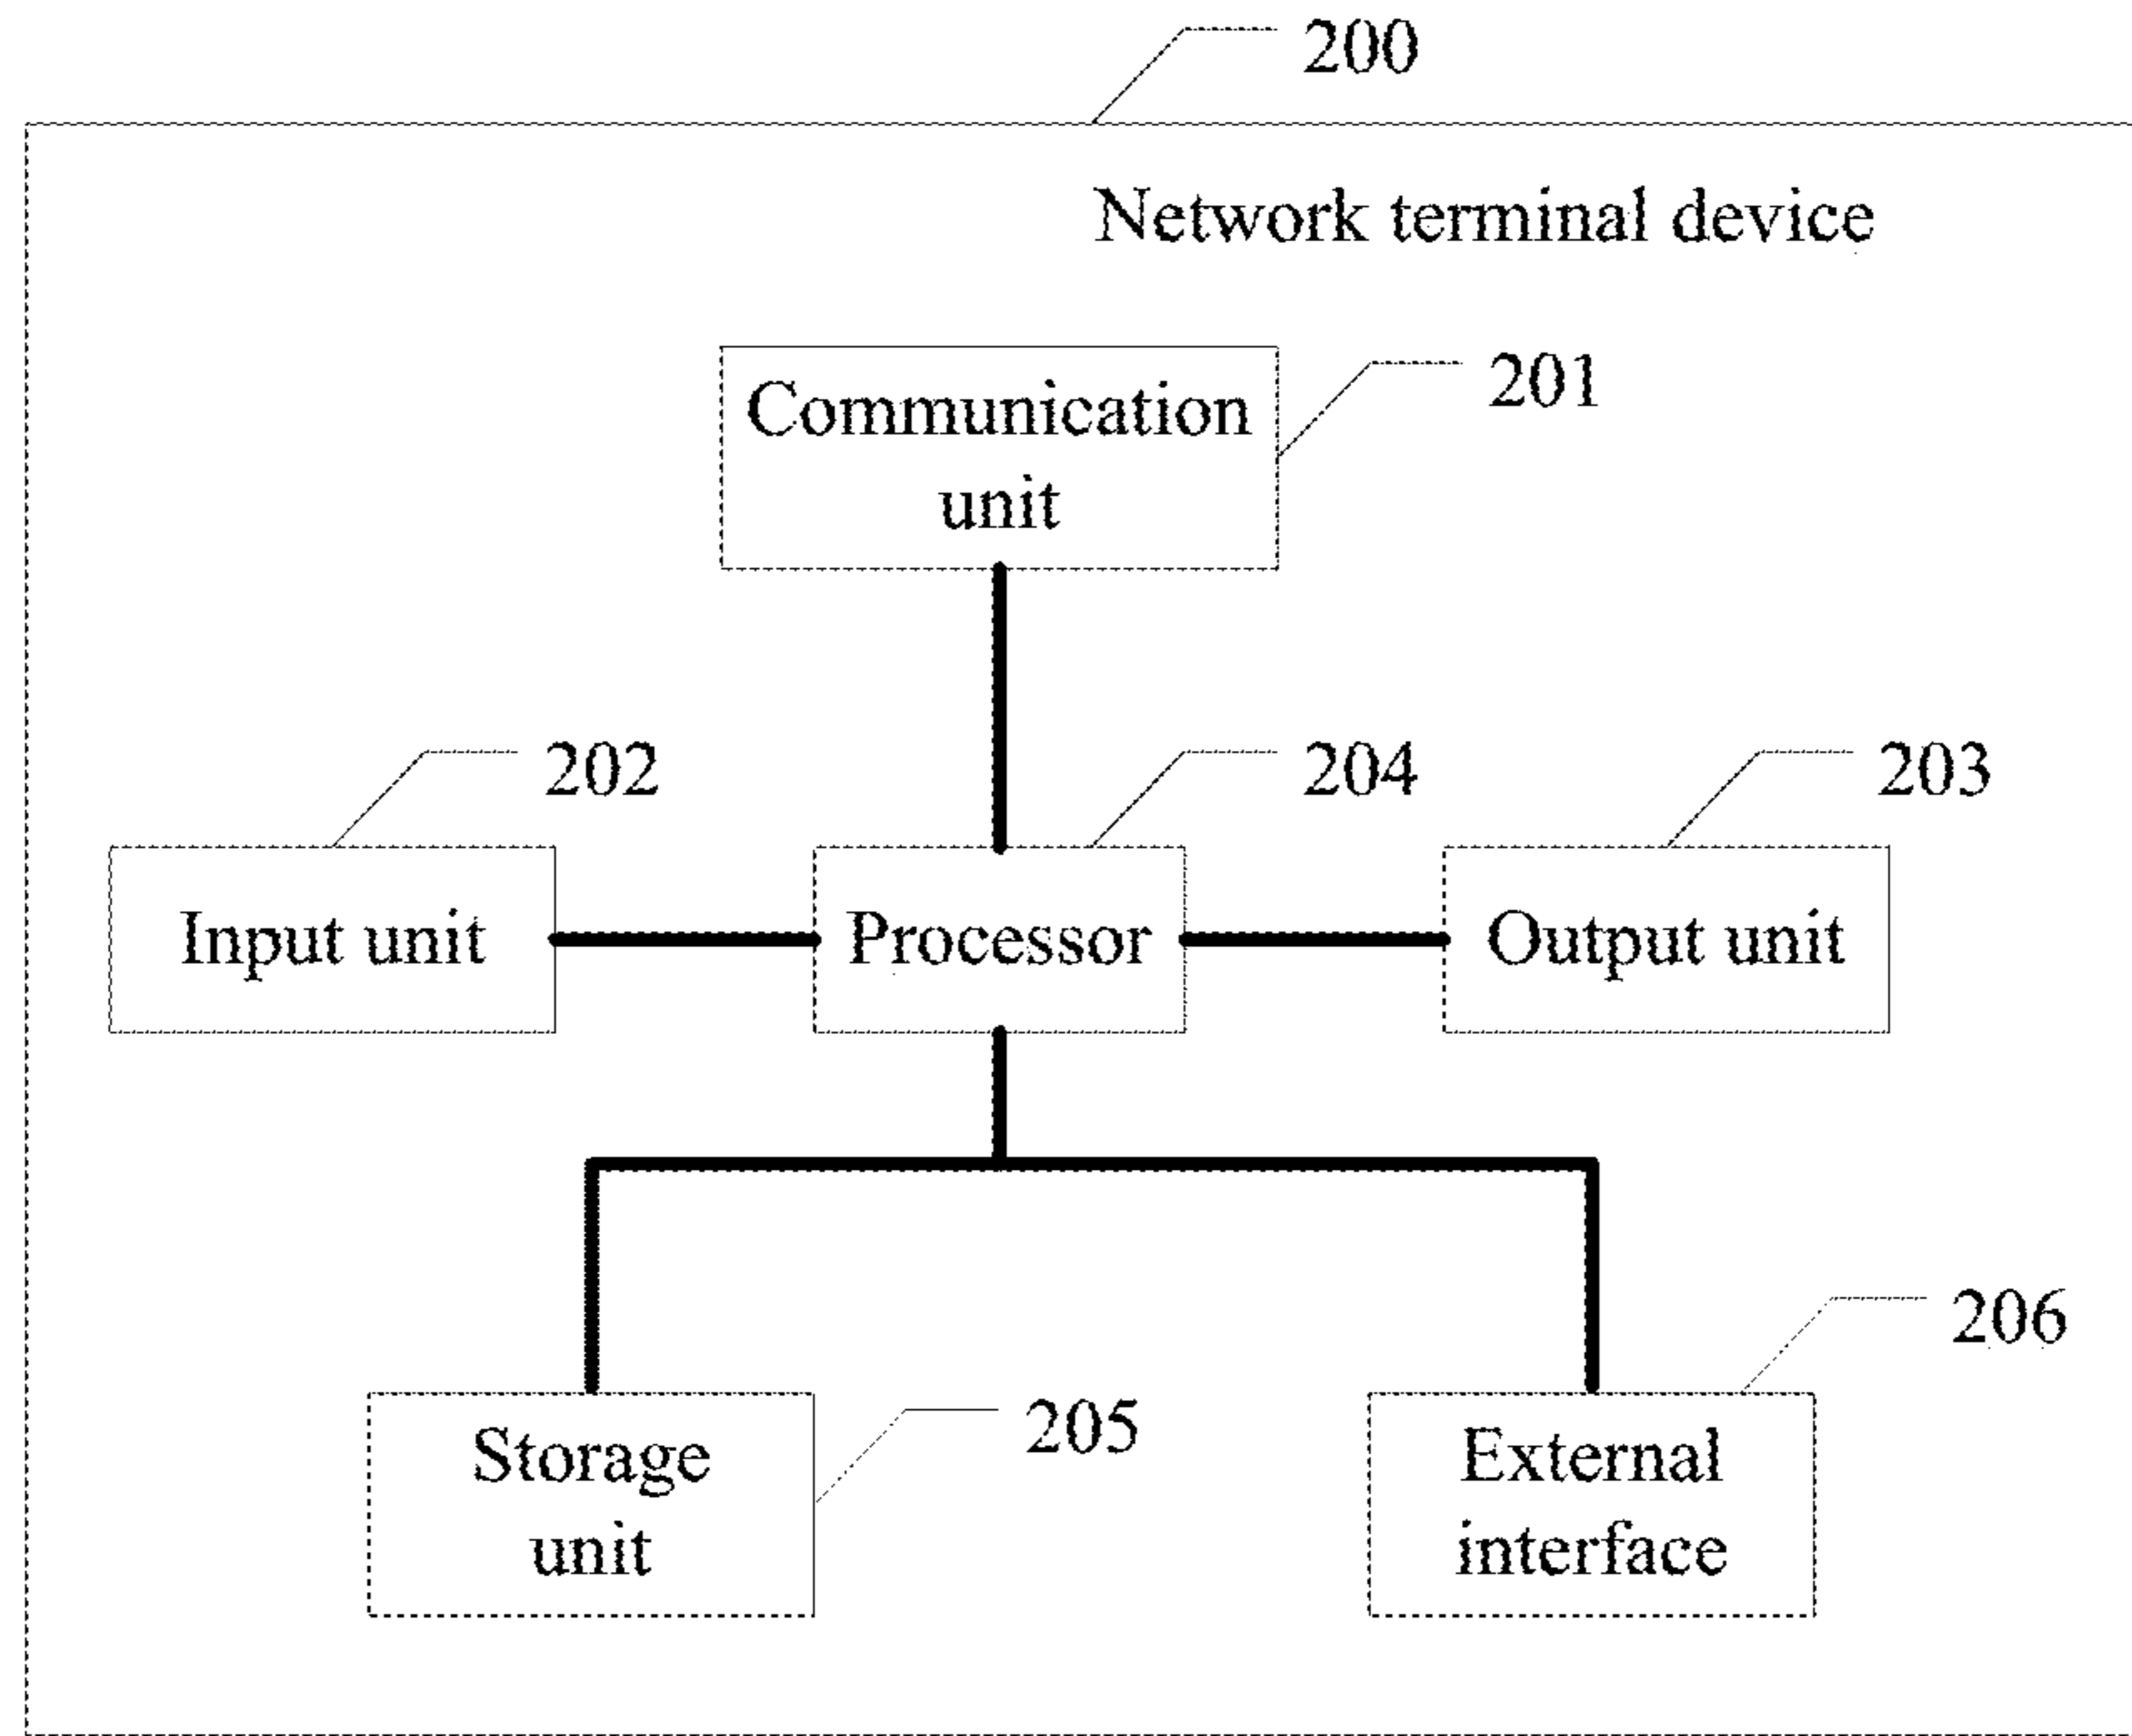 200
Network terminal device
Communication
unit
201
202
204
203
Input unit
Processor
Output unit
206
205
Storage
unit
External
interface